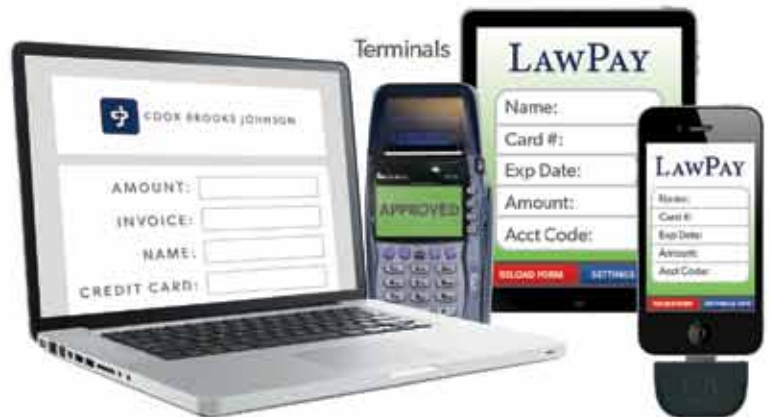 Terminals
COOK BROOKS JOHNSON
AMOUNT:
INVOICE:
NAME:
CREDIT CARD:
APPROVED
LAWPAY
Name:
Card #:
Exp Date:
Amount:
Acct Code:
RELOAD FORM
SETTINGS
LAWPAY
Name:
Card #:
Exp Date:
Amount:
Acct Code: